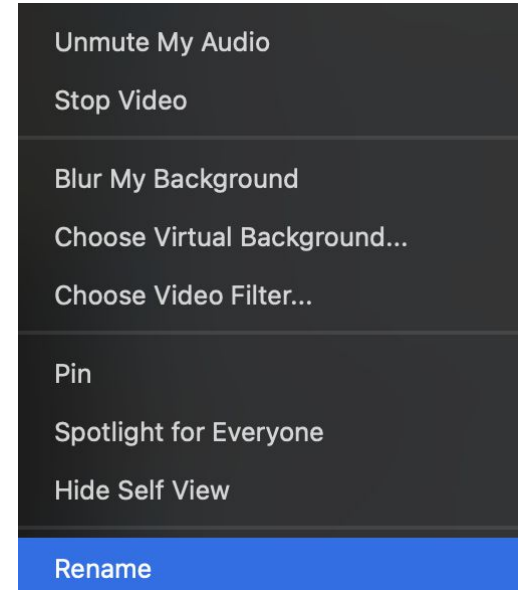 Unmute My Audio
Stop Video
Blur My Background
Choose Virtual Background...
Choose Video Filter...
Pin
Spotlight for Everyone
Hide Self View
Rename